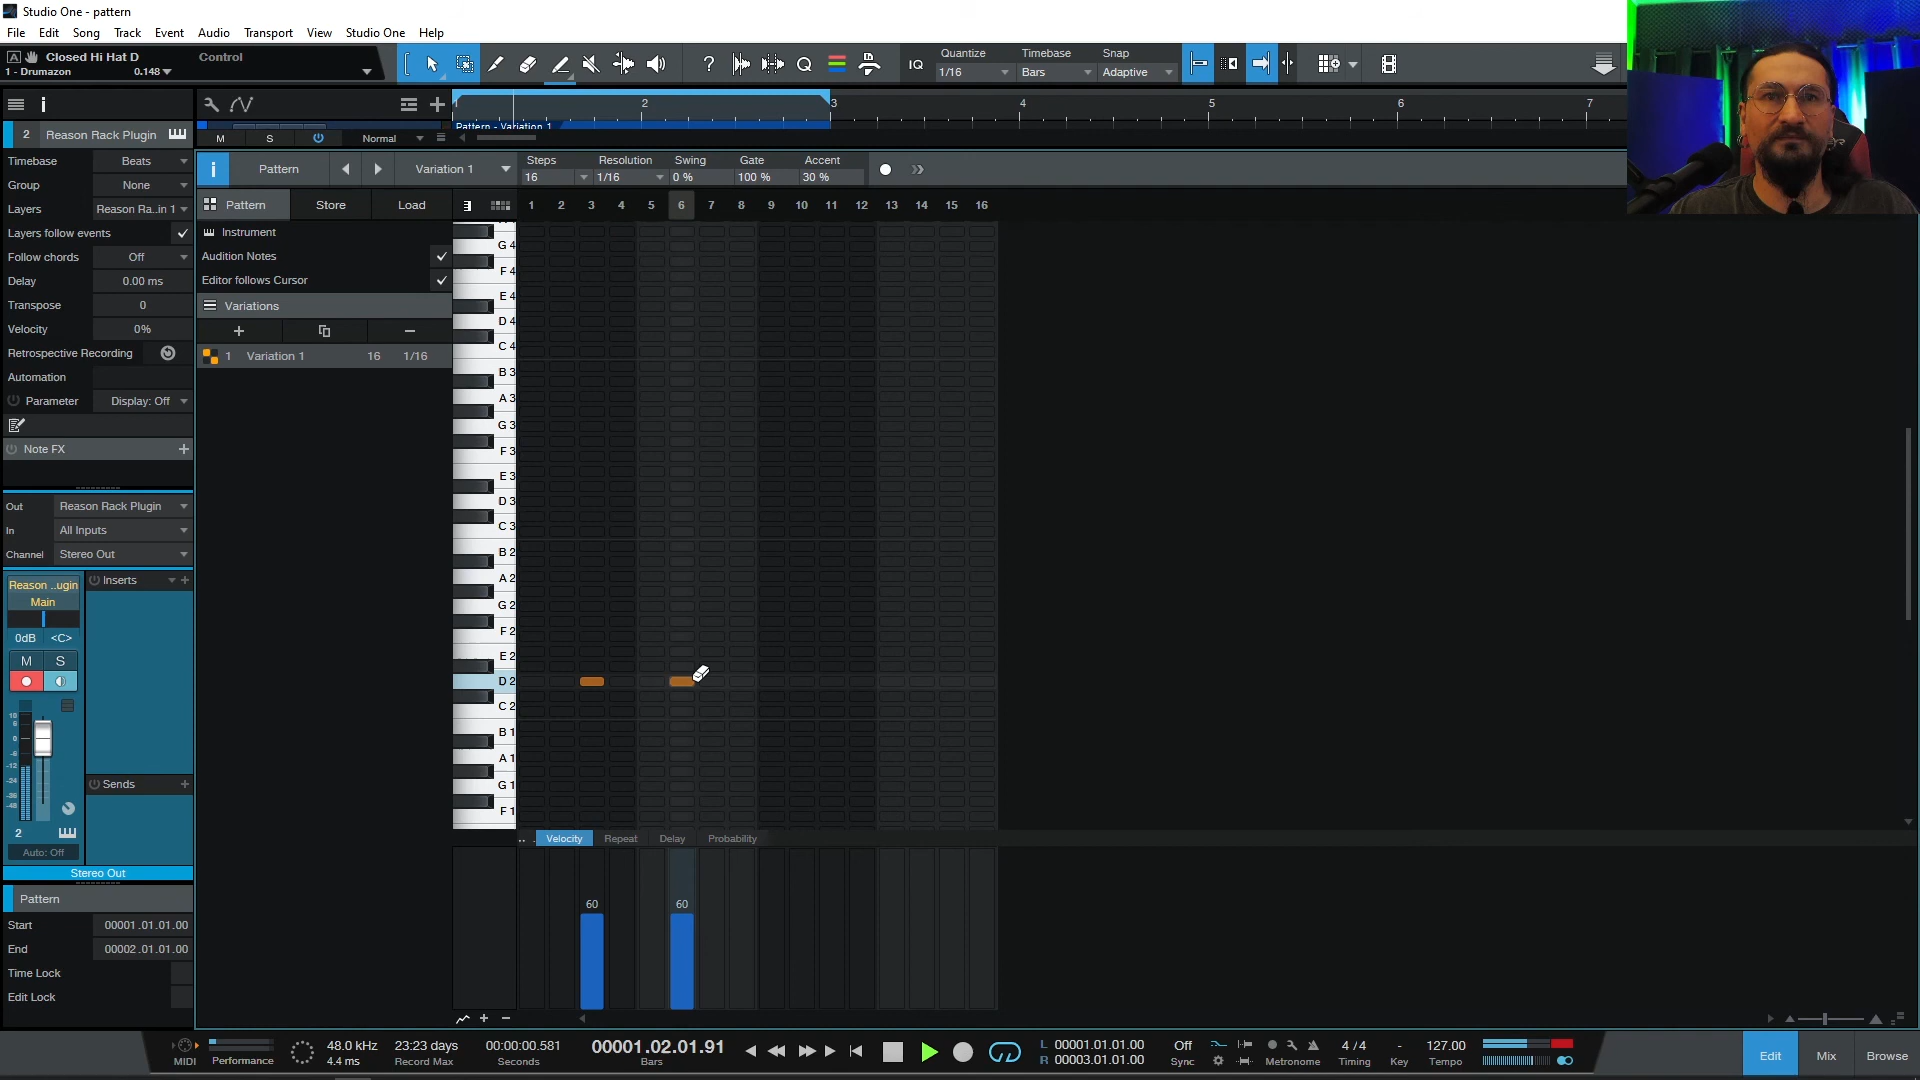 Studio One - pattern
File Edit Song Track Event Audio Transport View Studio One Help
Closed Hi Hat D Control
1 - Drumazon 0.148
IQ Quantize Timebase Snap
1/16 Bars Adaptive
1 2 3 4 5 6 7
2 Reason Rack Plugin
M S Normal
Pattern - Variation 1
Timebase Beats
Group None
Layers Reason Ra..in 1
Layers follow events
Follow chords Off
Delay 0.00 ms
Transpose 0
Velocity 0%
Retrospective Recording
Automation
Parameter Display: Off
Note FX
Out Reason Rack Plugin
In All Inputs
Channel Stereo Out
Reason ..ugin
Main
Inserts
0dB <C>
M S
Sends
2
Auto: Off
Stereo Out
Pattern
Start 00001.01.01.00
End 00002.01.01.00
Time Lock
Edit Lock
Pattern Variation 1
Steps Resolution Swing Gate Accent
16 1/16 0 % 100 % 30 %
Pattern Store Load
Instrument
Audition Notes
Editor follows Cursor
Variations
1 Variation 1 16 1/16
1 2 3 4 5 6 7 8 9 10 11 12 13 14 15 16
G 4
F 4
E 4
D 4
C 4
B 3
A 3
G 3
F 3
E 3
D 3
C 3
B 2
A 2
G 2
F 2
E 2
D 2
C 2
B 1
A 1
G 1
F 1
Velocity Repeat Delay Probability
60 60
MIDI Performance
48.0 kHz
4.4 ms
23:23 days
Record Max
00:00:00.581
Seconds
00001.02.01.91
Bars
L 00001.01.01.00
R 00003.01.01.00
Off
Sync
Metronome
4 / 4
Timing
-
Key
127.00
Tempo
Edit Mix Browse